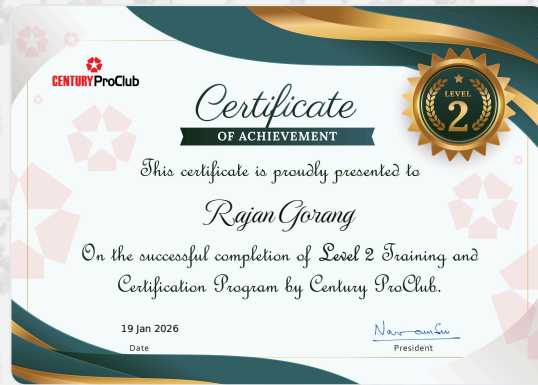 CENTURY ProClub
Certificate
OF ACHIEVEMENT
LEVEL
2
This certificate is proudly presented to
Rajan Gorang
On the successful completion of Level 2 Training and
Certification Program by Century ProClub.
19 Jan 2026
Date
President